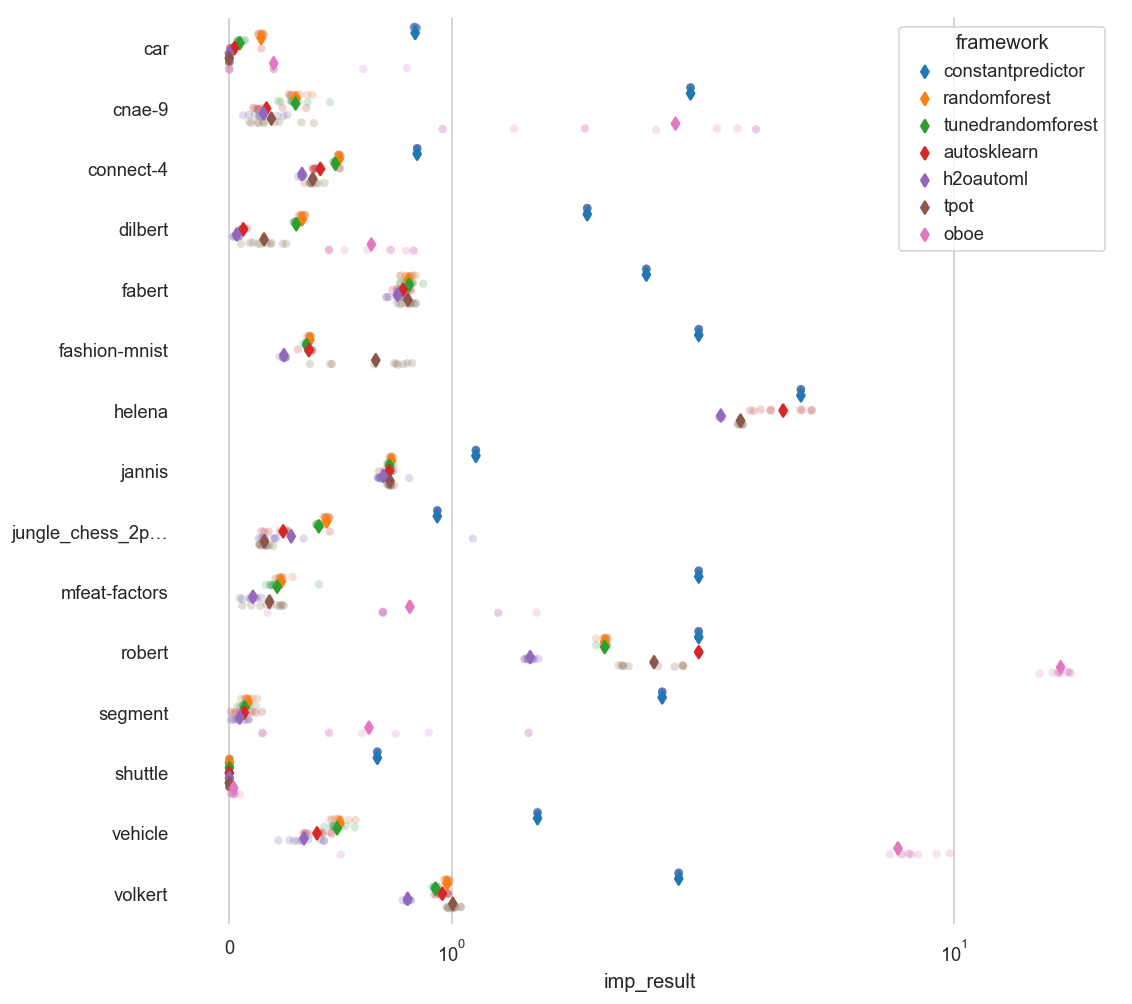 car
cnae-9
connect-4
dilbert
fabert
fashion-mnist
helena
jannis
jungle_chess_2p…
mfeat-factors
robert
segment
shuttle
vehicle
volkert
framework
constantpredictor
randomforest
tunedrandomforest
autosklearn
h2oautoml
tpot
oboe
0 10⁰ 10¹
imp_result